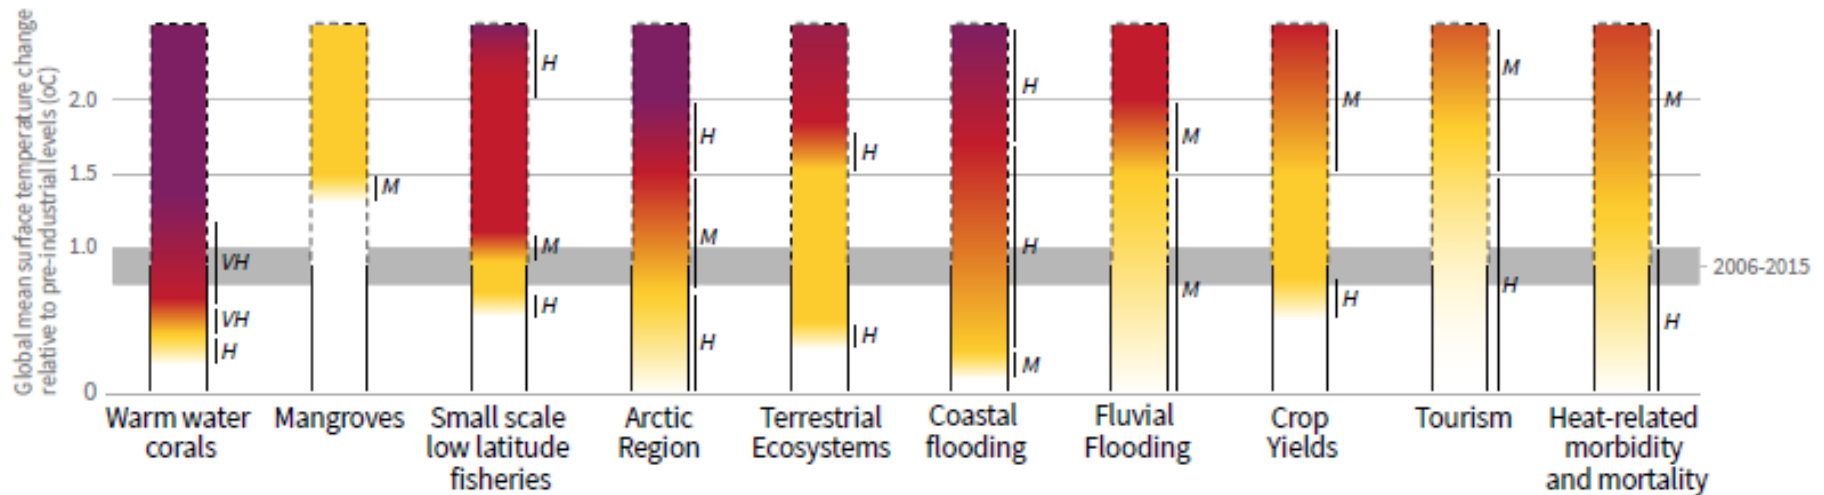 Global mean surface temperature change
relative to pre-industrial levels (oC)
2.0
1.5
1.0
0
VH
VH
H
M
H
M
H
H
M
H
H
H
H
H
M
M
M
M
H
M
H
M
H
2006-2015
Warm water
corals
Mangroves
Small scale
low latitude
fisheries
Arctic
Region
Terrestrial
Ecosystems
Coastal
flooding
Fluvial
Flooding
Crop
Yields
Tourism
Heat-related
morbidity
and mortality